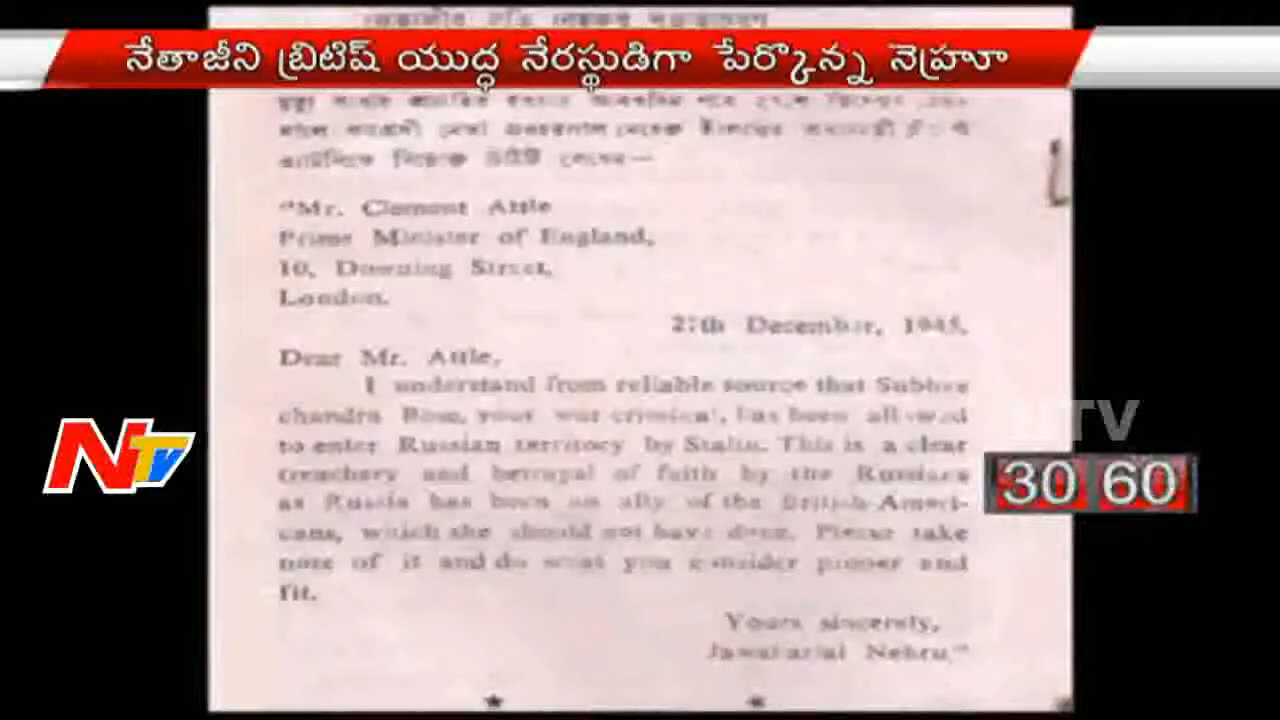 నేతాజీని బ్రిటిష్ యుద్ధ నేరస్థుడిగా పేర్కొన్న నెహ్రూ
"Mr. Clement Attle
Prime Minister of England,
10, Downing Street,
London.
27th December, 1945.
Dear Mr. Attle,
I understand from reliable source that Subhas
chandra Bose, your war criminal, has been allowed
to enter Russian territory by Stalin. This is a clear
treachery and betrayal of faith by the Russians
as Russia has been an ally of the British-Ameri-
cans, which she should not have done. Please take
note of it and do what you consider proper and
fit.
Yours sincerely,
Jawaharlal Nehru"
NTV
TV
30 60